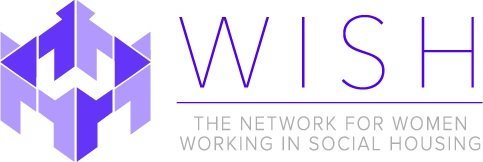 WISH
THE NETWORK FOR WOMEN
WORKING IN SOCIAL HOUSING